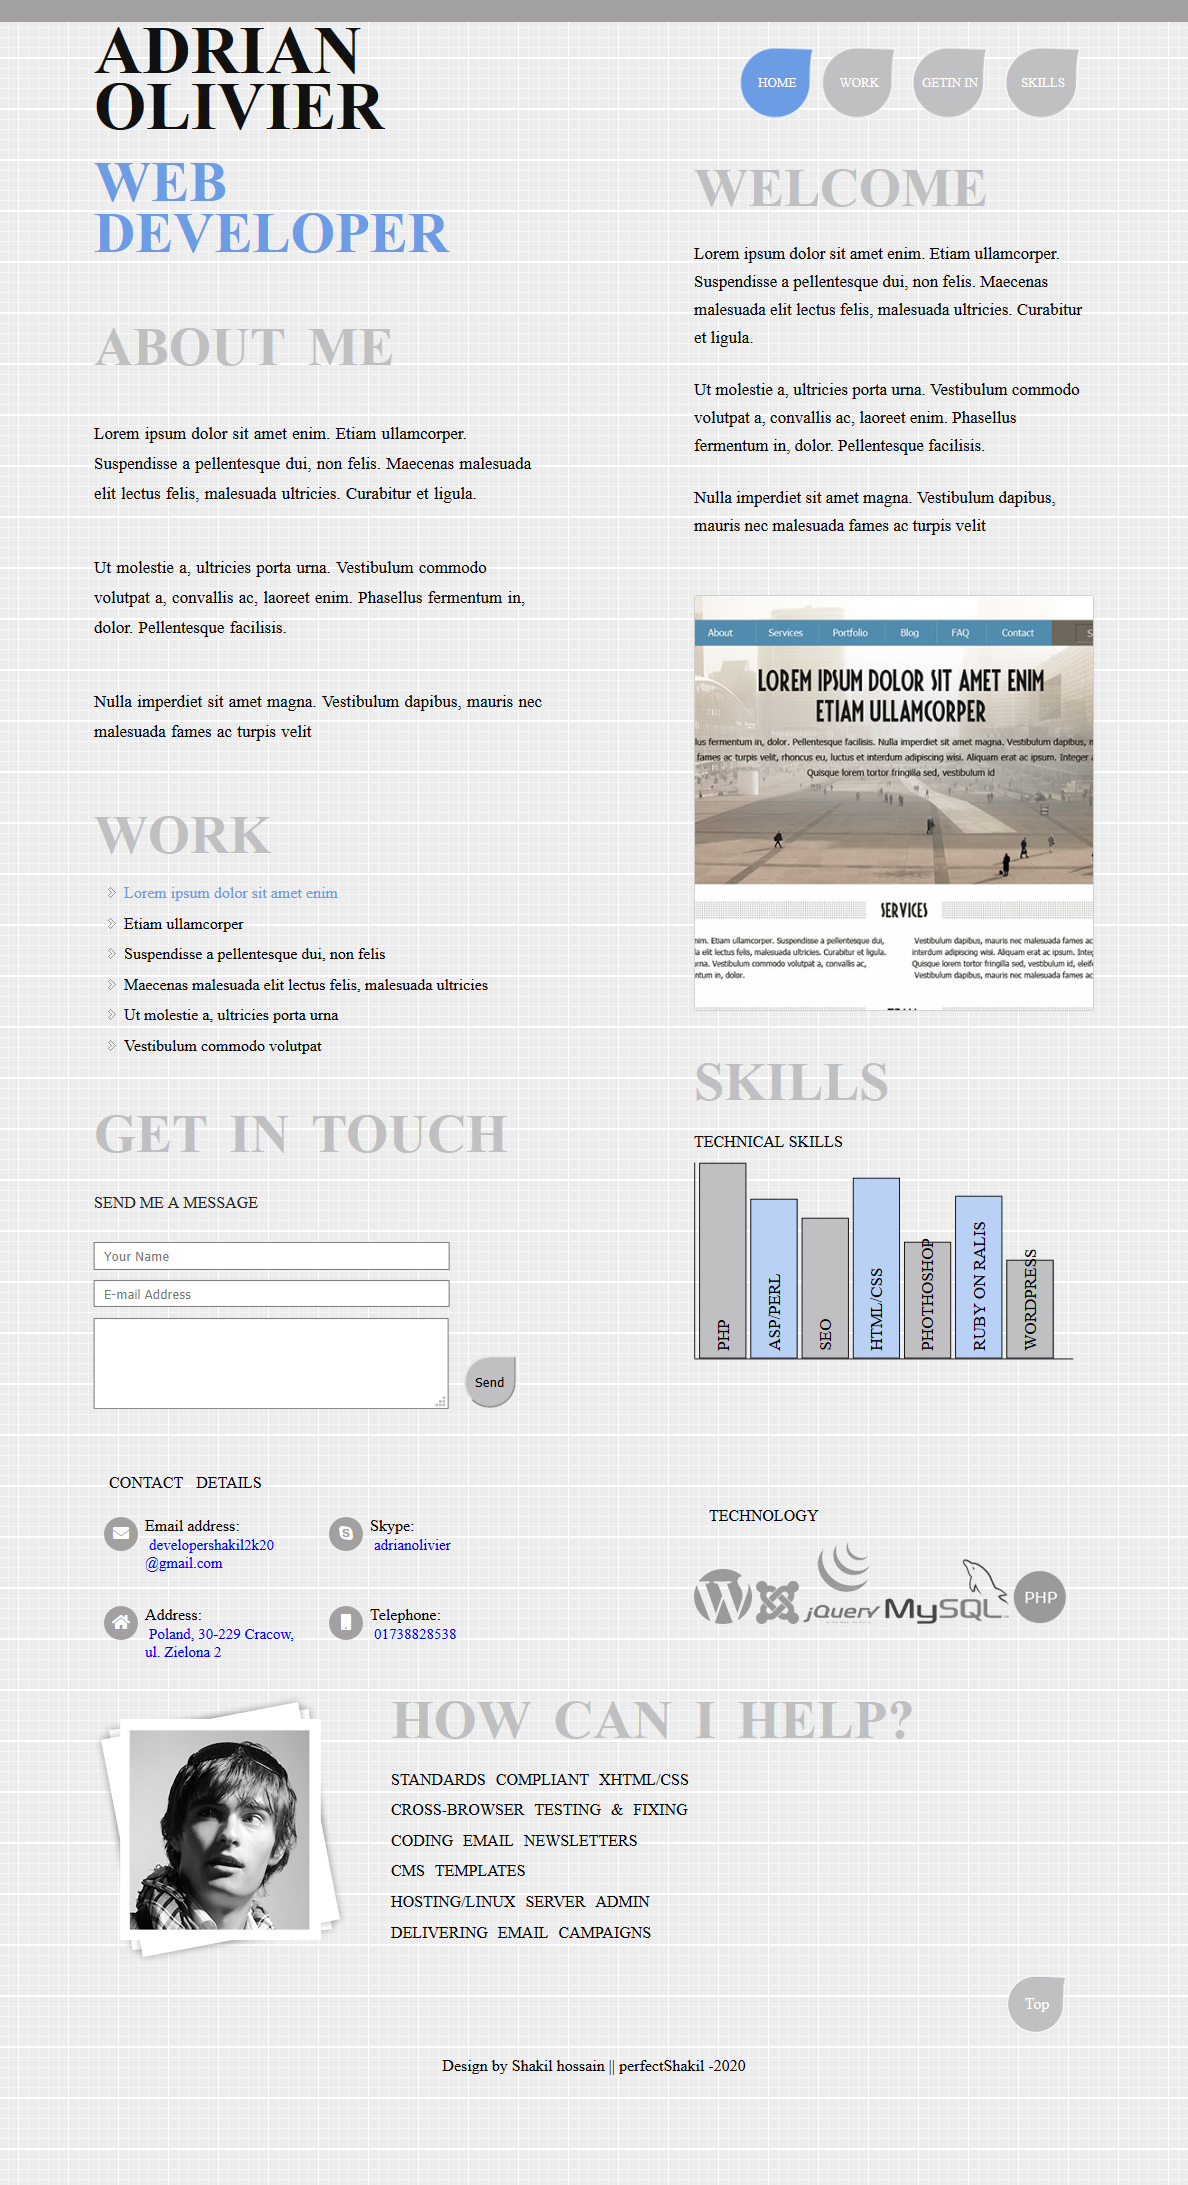 ADRIAN
OLIVIER
HOME
WORK
GETIN IN
SKILLS
WEB
DEVELOPER
ABOUT ME
Lorem ipsum dolor sit amet enim. Etiam ullamcorper.
Suspendisse a pellentesque dui, non felis. Maecenas malesuada
elit lectus felis, malesuada ultricies. Curabitur et ligula.
Ut molestie a, ultricies porta urna. Vestibulum commodo
volutpat a, convallis ac, laoreet enim. Phasellus fermentum in,
dolor. Pellentesque facilisis.
Nulla imperdiet sit amet magna. Vestibulum dapibus, mauris nec
malesuada fames ac turpis velit
WORK
Lorem ipsum dolor sit amet enim
Etiam ullamcorper
Suspendisse a pellentesque dui, non felis
Maecenas malesuada elit lectus felis, malesuada ultricies
Ut molestie a, ultricies porta urna
Vestibulum commodo volutpat
GET IN TOUCH
SEND ME A MESSAGE
Your Name
E-mail Address
Send
CONTACT DETAILS
Email address:
developershakil2k20
@gmail.com
Skype:
adrianolivier
Address:
Poland, 30-229 Cracow,
ul. Zielona 2
Telephone:
01738828538
WELCOME
Lorem ipsum dolor sit amet enim. Etiam ullamcorper.
Suspendisse a pellentesque dui, non felis. Maecenas
malesuada elit lectus felis, malesuada ultricies. Curabitur
et ligula.
Ut molestie a, ultricies porta urna. Vestibulum commodo
volutpat a, convallis ac, laoreet enim. Phasellus
fermentum in, dolor. Pellentesque facilisis.
Nulla imperdiet sit amet magna. Vestibulum dapibus,
mauris nec malesuada fames ac turpis velit
About Services Portfolio Blog FAQ Contact S
LOREM IPSUM DOLOR SIT AMET ENIM
ETIAM ULLAMCORPER
lus fermentum in, dolor. Pellentesque facilisis. Nulla imperdiet sit amet magna. Vestibulum dapibus, m
fames ac turpis velit, rhoncus eu, luctus et interdum adipiscing wisi. Aliquam erat ac ipsum. Integer a
Quisque lorem tortor fringilla sed, vestibulum id
SERVICES
nim. Etiam ullamcorper. Suspendisse a pellentesque dui,
a elit lectus felis, malesuada ultricies. Curabitur et ligula.
rna. Vestibulum commodo volutpat a, convallis ac,
ntum in, dolor.
Vestibulum dapibus, mauris nec malesuada fames ac
interdum adipiscing wisi. Aliquam erat ac ipsum. Integ
Quisque lorem tortor fringilla sed, vestibulum id, eleife
Vestibulum dapibus, mauris nec malesuada fames ac
SKILLS
TECHNICAL SKILLS
PHP
ASP/PERL
SEO
HTML/CSS
PHOTHOSHOP
RUBY ON RALIS
WORDPRESS
TECHNOLOGY
W
jQuery
MySQL
PHP
HOW CAN I HELP?
STANDARDS COMPLIANT XHTML/CSS
CROSS-BROWSER TESTING & FIXING
CODING EMAIL NEWSLETTERS
CMS TEMPLATES
HOSTING/LINUX SERVER ADMIN
DELIVERING EMAIL CAMPAIGNS
Top
Design by Shakil hossain || perfectShakil -2020